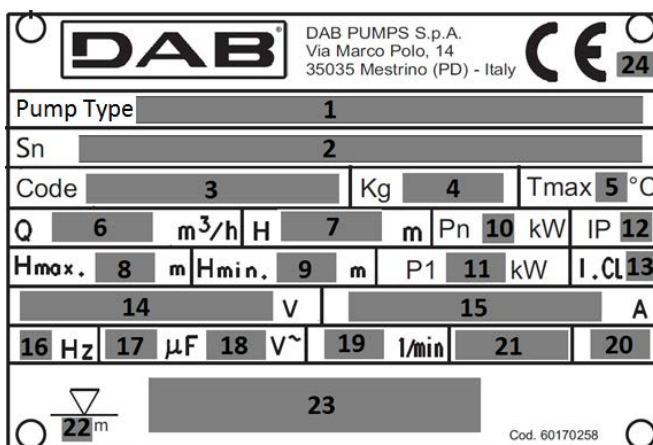 DAB
DAB PUMPS S.p.A.
Via Marco Polo, 14
35035 Mestrino (PD) - Italy
CE 24
Pump Type 1
Sn 2
Code 3 Kg 4 Tmax 5 °C
Q 6 m³/h H 7 m Pn 10 kW IP 12
Hmax. 8 m Hmin. 9 m P1 11 kW I.CL 13
14 V 15 A
16 Hz 17 µF 18 V~ 19 1/min 21 20
22 m 23
Cod. 60170258